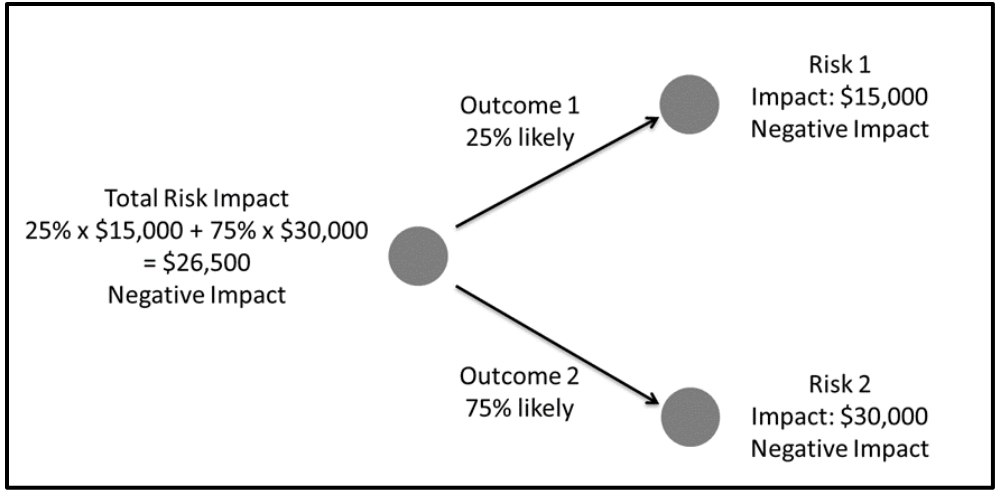 Risk 1
Impact: $15,000
Negative Impact
Outcome 1
25% likely
Total Risk Impact
25% x $15,000 + 75% x $30,000
= $26,500
Negative Impact
Outcome 2
75% likely
Risk 2
Impact: $30,000
Negative Impact